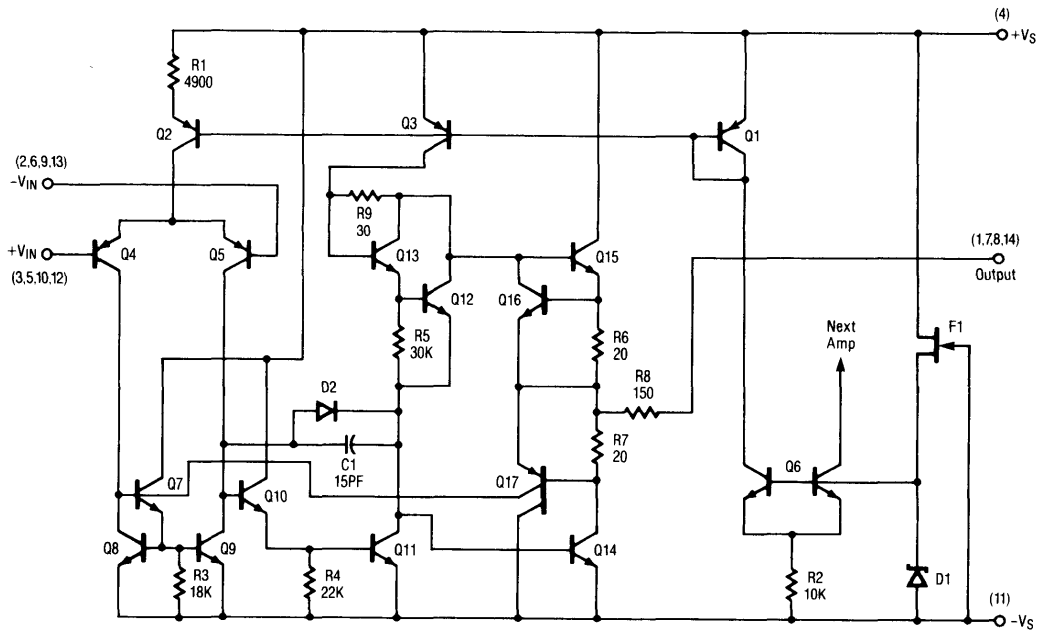 (4)
+VS
R1
4900
Q2
Q3
Q1
(2,6,9.13)
−VIN
R9
30
+VIN
Q4
Q5
Q13
Q15
(1,7,8,14)
Output
(3,5,10,12)
Q12
Q16
R5
30K
R6
20
Next
Amp
F1
D2
R8
150
C1
15PF
R7
20
Q7
Q10
Q17
Q6
Q8
Q9
Q11
Q14
R3
18K
R4
22K
R2
10K
D1
(11)
−VS